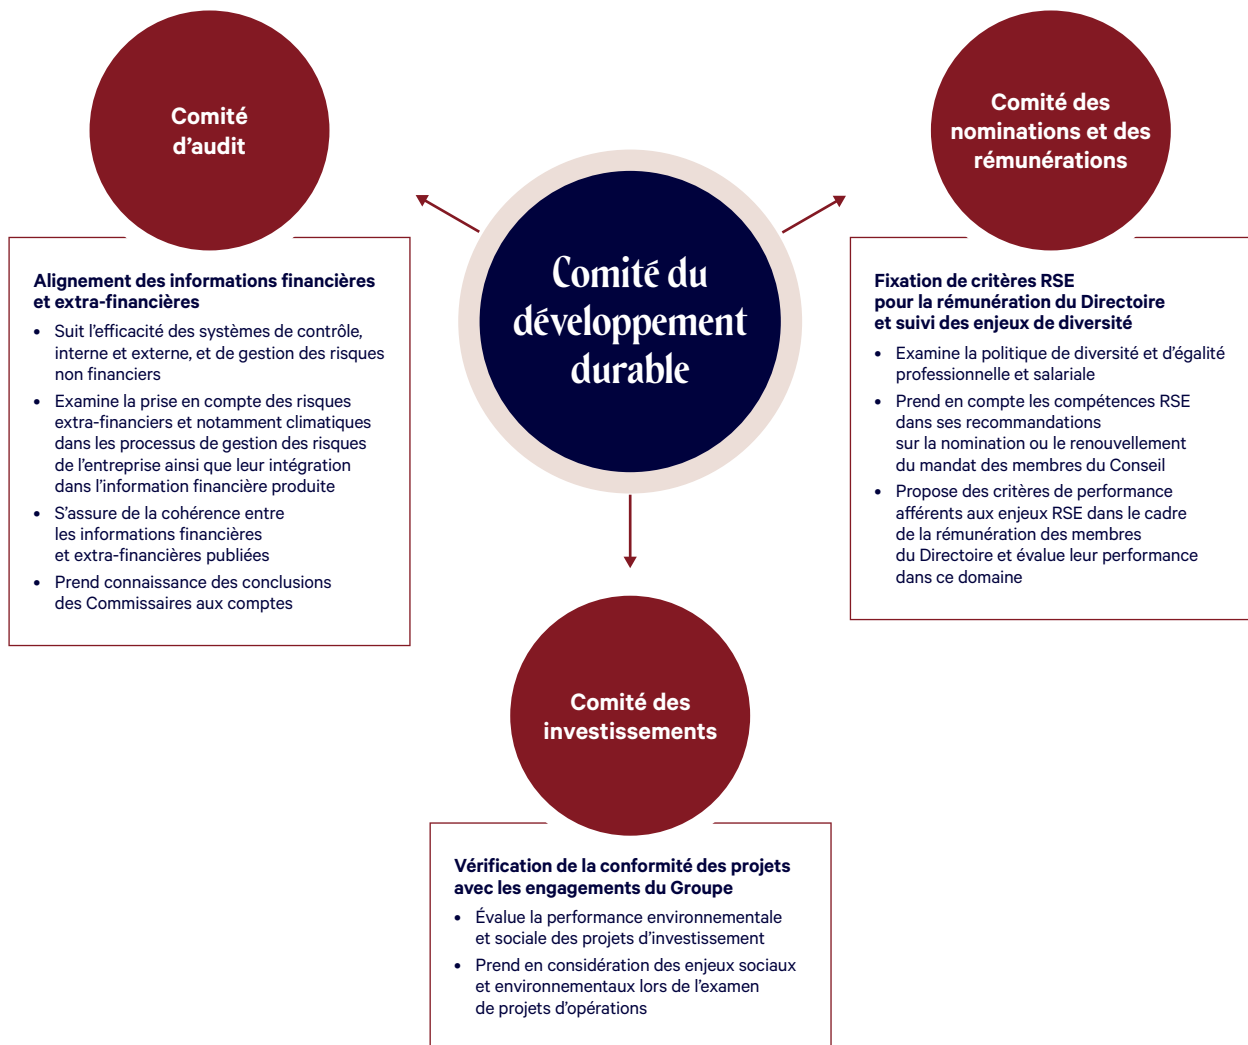 Comité
d'audit
Alignement des informations financières
et extra-financières
• Suit l'efficacité des systèmes de contrôle,
interne et externe, et de gestion des risques
non financiers
• Examine la prise en compte des risques
extra-financiers et notamment climatiques
dans les processus de gestion des risques
de l'entreprise ainsi que leur intégration
dans l'information financière produite
• S'assure de la cohérence entre
les informations financières
et extra-financières publiées
• Prend connaissance des conclusions
des Commissaires aux comptes
Comité du
développement
durable
Comité des
nominations et des
rémunérations
Fixation de critères RSE
pour la rémunération du Directoire
et suivi des enjeux de diversité
• Examine la politique de diversité et d'égalité
professionnelle et salariale
• Prend en compte les compétences RSE
dans ses recommandations
sur la nomination ou le renouvellement
du mandat des membres du Conseil
• Propose des critères de performance
afférents aux enjeux RSE dans le cadre
de la rémunération des membres
du Directoire et évalue leur performance
dans ce domaine
Comité des
investissements
Vérification de la conformité des projets
avec les engagements du Groupe
• Évalue la performance environnementale
et sociale des projets d'investissement
• Prend en considération des enjeux sociaux
et environnementaux lors de l'examen
de projets d'opérations